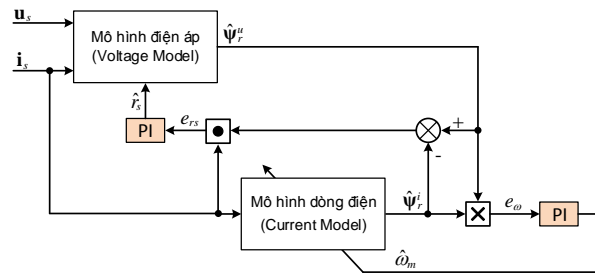 u_s
Mô hình điện áp
(Voltage Model)
ψ̂_r^u
i_s
r̂_s
PI
e_rs
+
-
Mô hình dòng điện
(Current Model)
ψ̂_r^i
e_ω
PI
ω̂_m